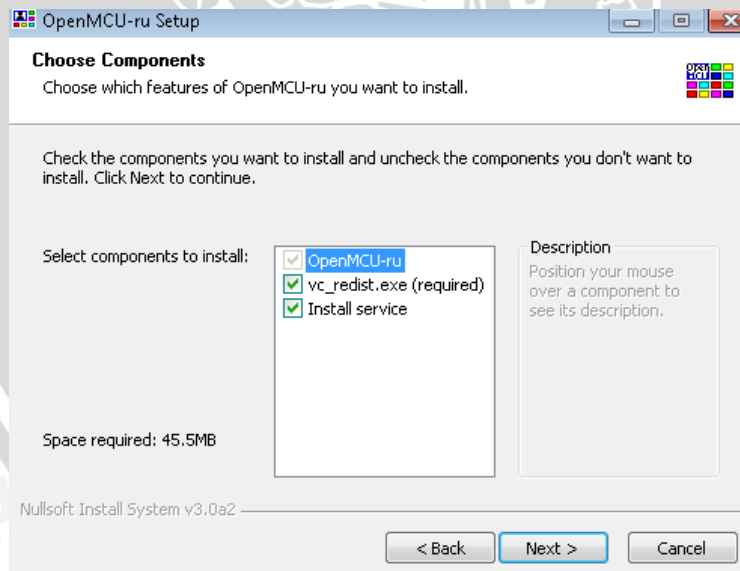 OpenMCU-ru Setup
Choose Components
Choose which features of OpenMCU-ru you want to install.
OPEN
MCU
Check the components you want to install and uncheck the components you don't want to
install. Click Next to continue.
Select components to install:
OpenMCU-ru
vc_redist.exe (required)
Install service
Description
Position your mouse
over a component to
see its description.
Space required: 45.5MB
Nullsoft Install System v3.0a2
< Back
Next >
Cancel